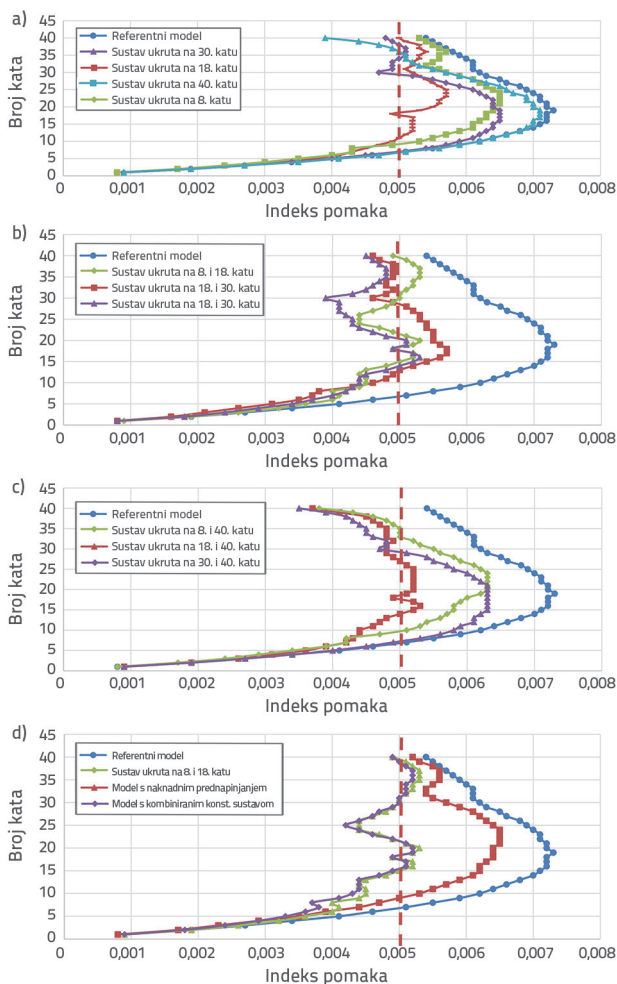 a)
Broj kata
45
40
35
30
25
20
15
10
5
0
Referentni model
Sustav ukruta na 30. katu
Sustav ukruta na 18. katu
Sustav ukruta na 40. katu
Sustav ukruta na 8. katu
0 0,001 0,002 0,003 0,004 0,005 0,006 0,007 0,008
Indeks pomaka
b)
Broj kata
45
40
35
30
25
20
15
10
5
0
Referentni model
Sustav ukruta na 8. i 18. katu
Sustav ukruta na 18. i 30. katu
Sustav ukruta na 18. i 30. katu
0 0,001 0,002 0,003 0,004 0,005 0,006 0,007 0,008
Indeks pomaka
c)
Broj kata
45
40
35
30
25
20
15
10
5
0
Referentni model
Sustav ukruta na 8. i 40. katu
Sustav ukruta na 18. i 40. katu
Sustav ukruta na 30. i 40. katu
0 0,001 0,002 0,003 0,004 0,005 0,006 0,007 0,008
Indeks pomaka
d)
Broj kata
45
40
35
30
25
20
15
10
5
0
Referentni model
Sustav ukruta na 8. i 18. katu
Model s naknadnim prednapinjanjem
Model s kombiniranim konst. sustavom
0 0,001 0,002 0,003 0,004 0,005 0,006 0,007 0,008
Indeks pomaka